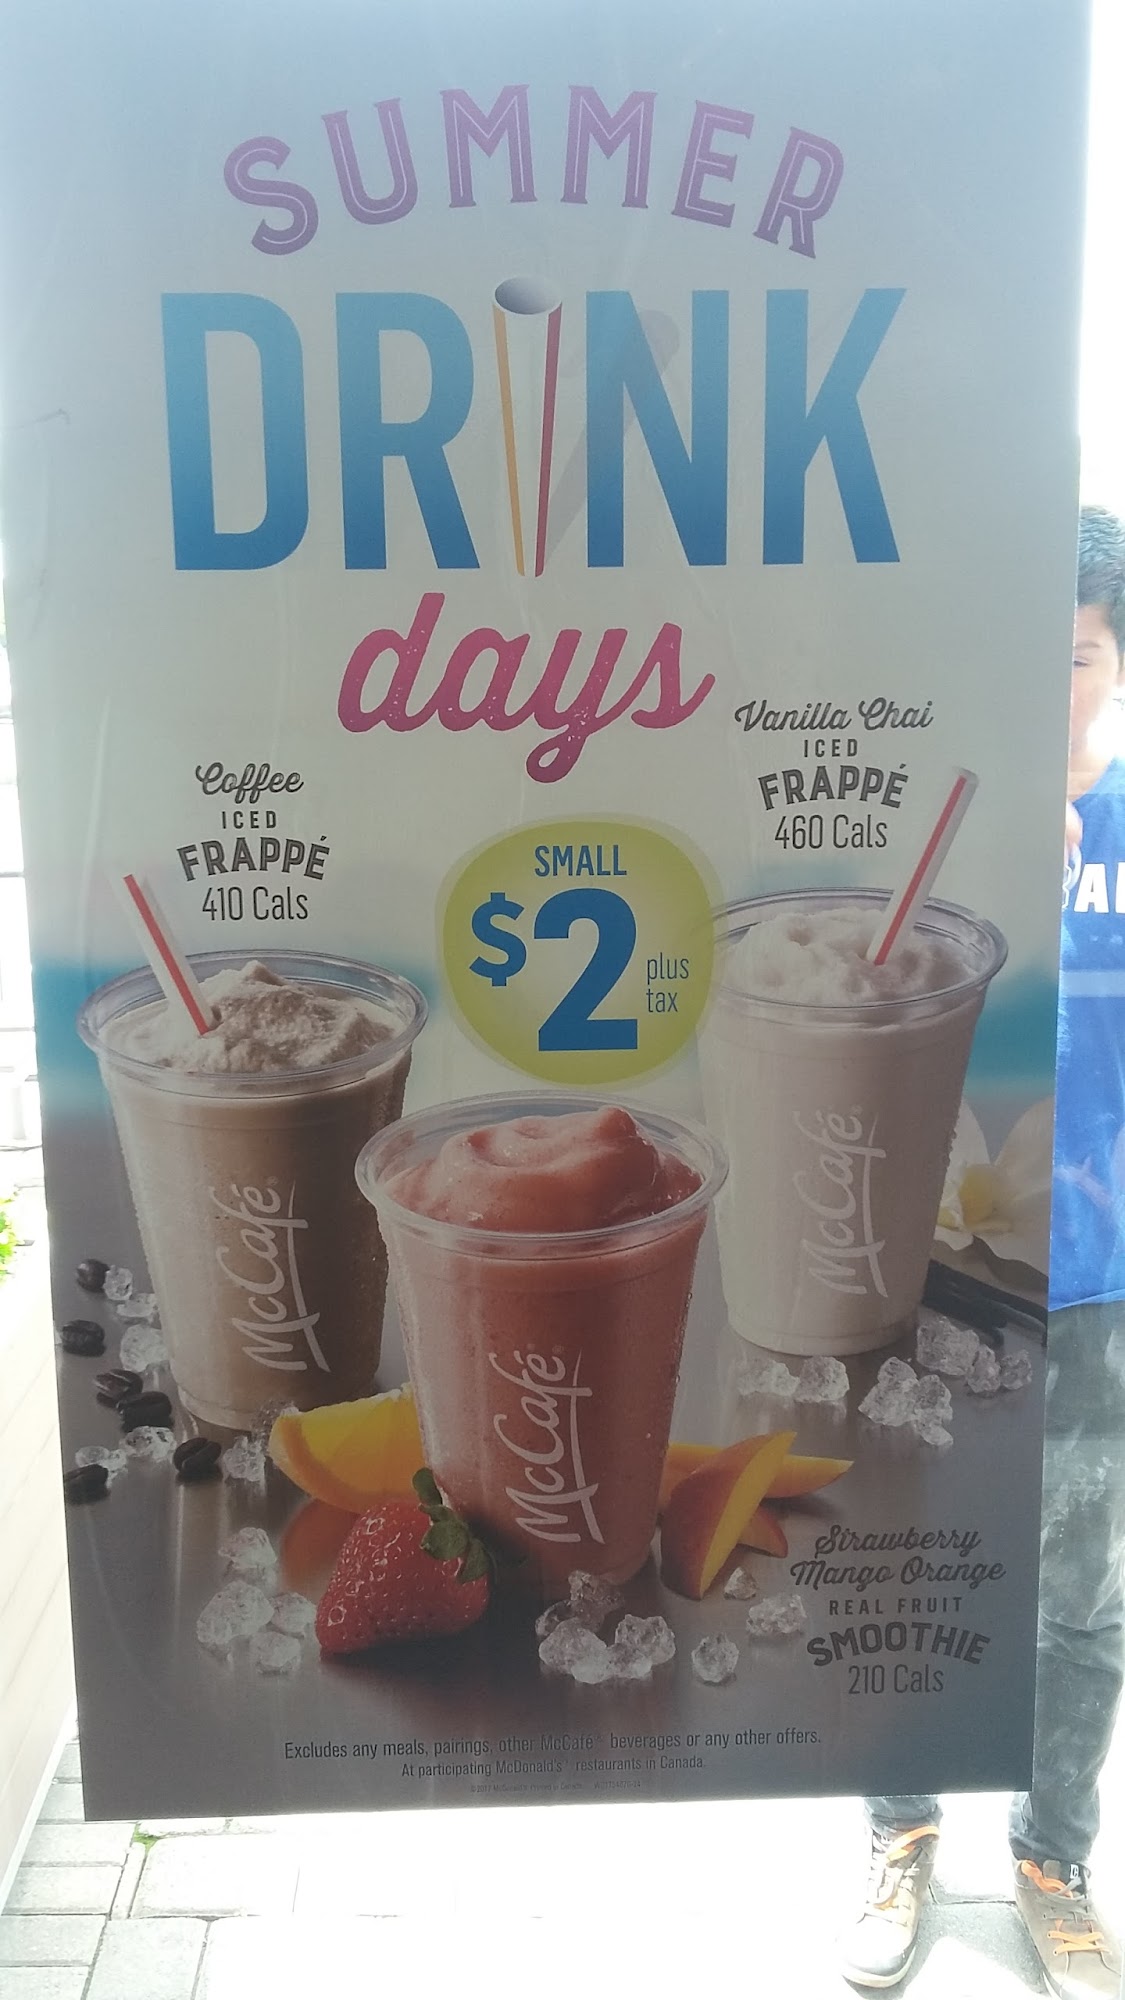 SUMMER
DRINK
days
Vanilla Chai
ICED
FRAPPÉ
460 Cals
Coffee
ICED
FRAPPÉ
410 Cals
SMALL
$2 plus
tax
McCafé
McCafé
McCafé
Strawberry
Mango Orange
REAL FRUIT
SMOOTHIE
210 Cals
Excludes any meals, pairings, other McCafé® beverages or any other offers.
At participating McDonald's® restaurants in Canada.